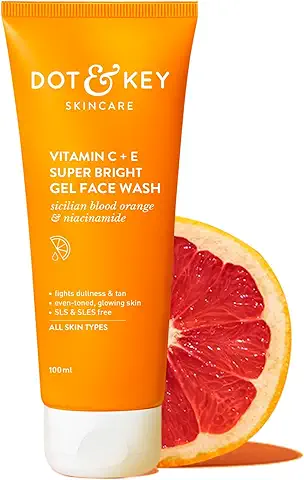 DOT & KEY
SKINCARE
VITAMIN C + E
SUPER BRIGHT
GEL FACE WASH
sicilian blood orange
& niacinamide
• fights dullness & tan
• even-toned, glowing skin
• SLS & SLES free
ALL SKIN TYPES
100ml